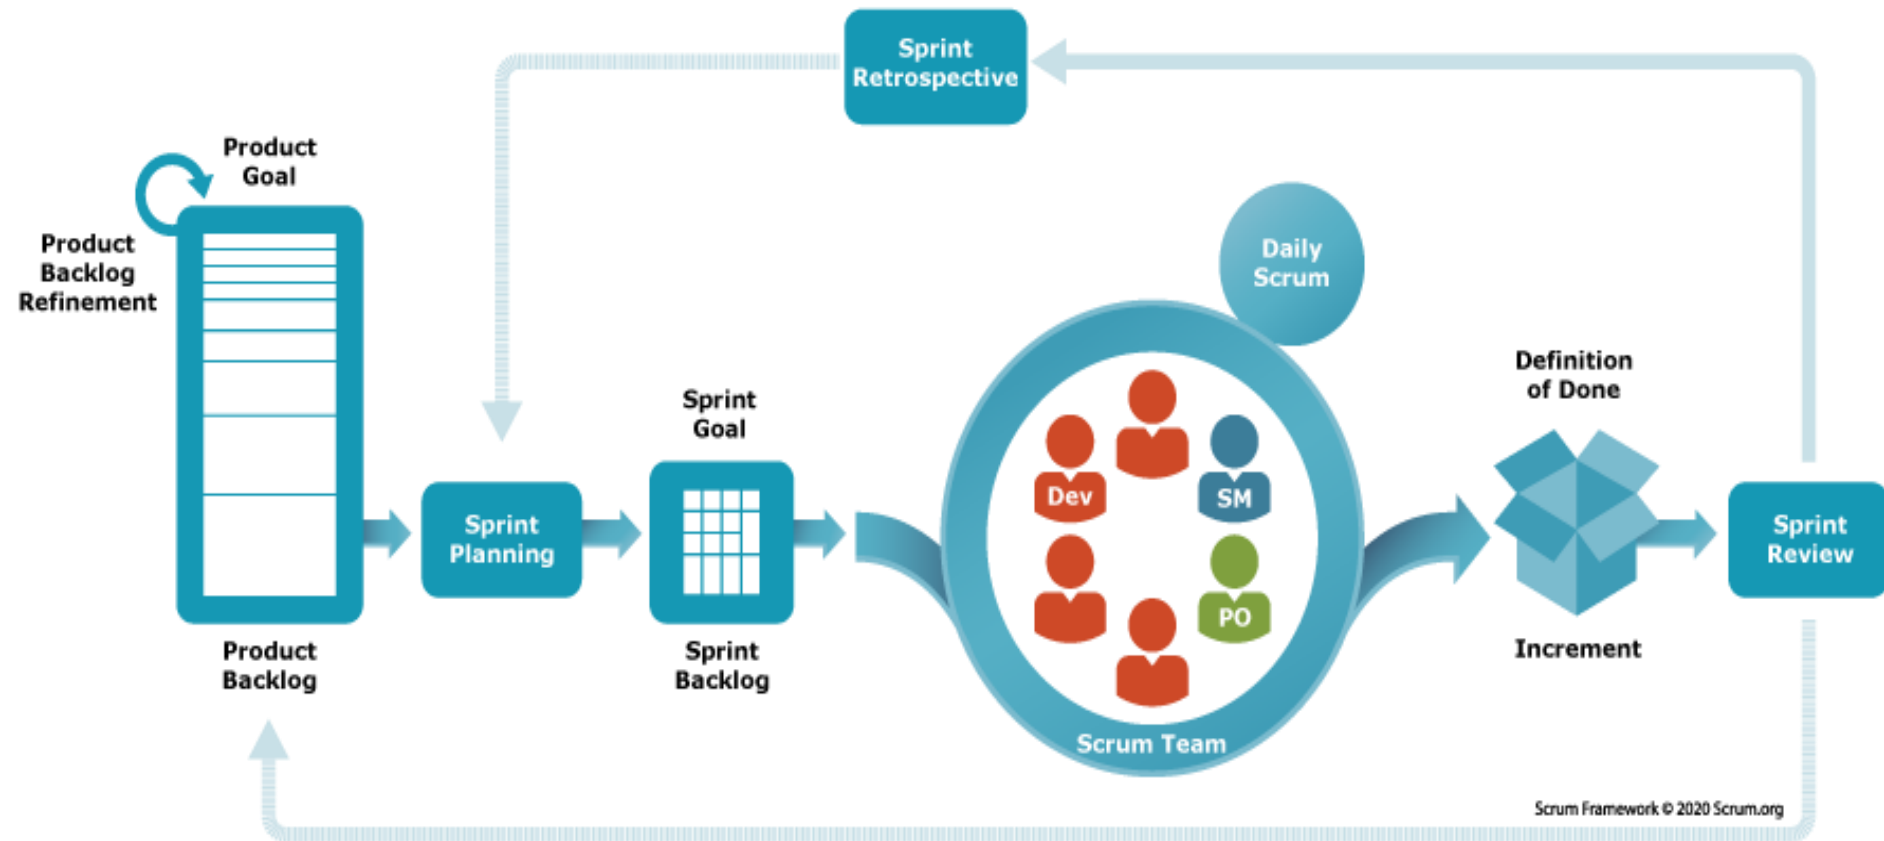 Sprint
Retrospective
Product
Goal
Product
Backlog
Refinement
Daily
Scrum
Definition
of Done
Sprint
Goal
Dev
SM
Sprint
Planning
Sprint
Review
PO
Product
Backlog
Sprint
Backlog
Increment
Scrum Team
Scrum Framework © 2020 Scrum.org